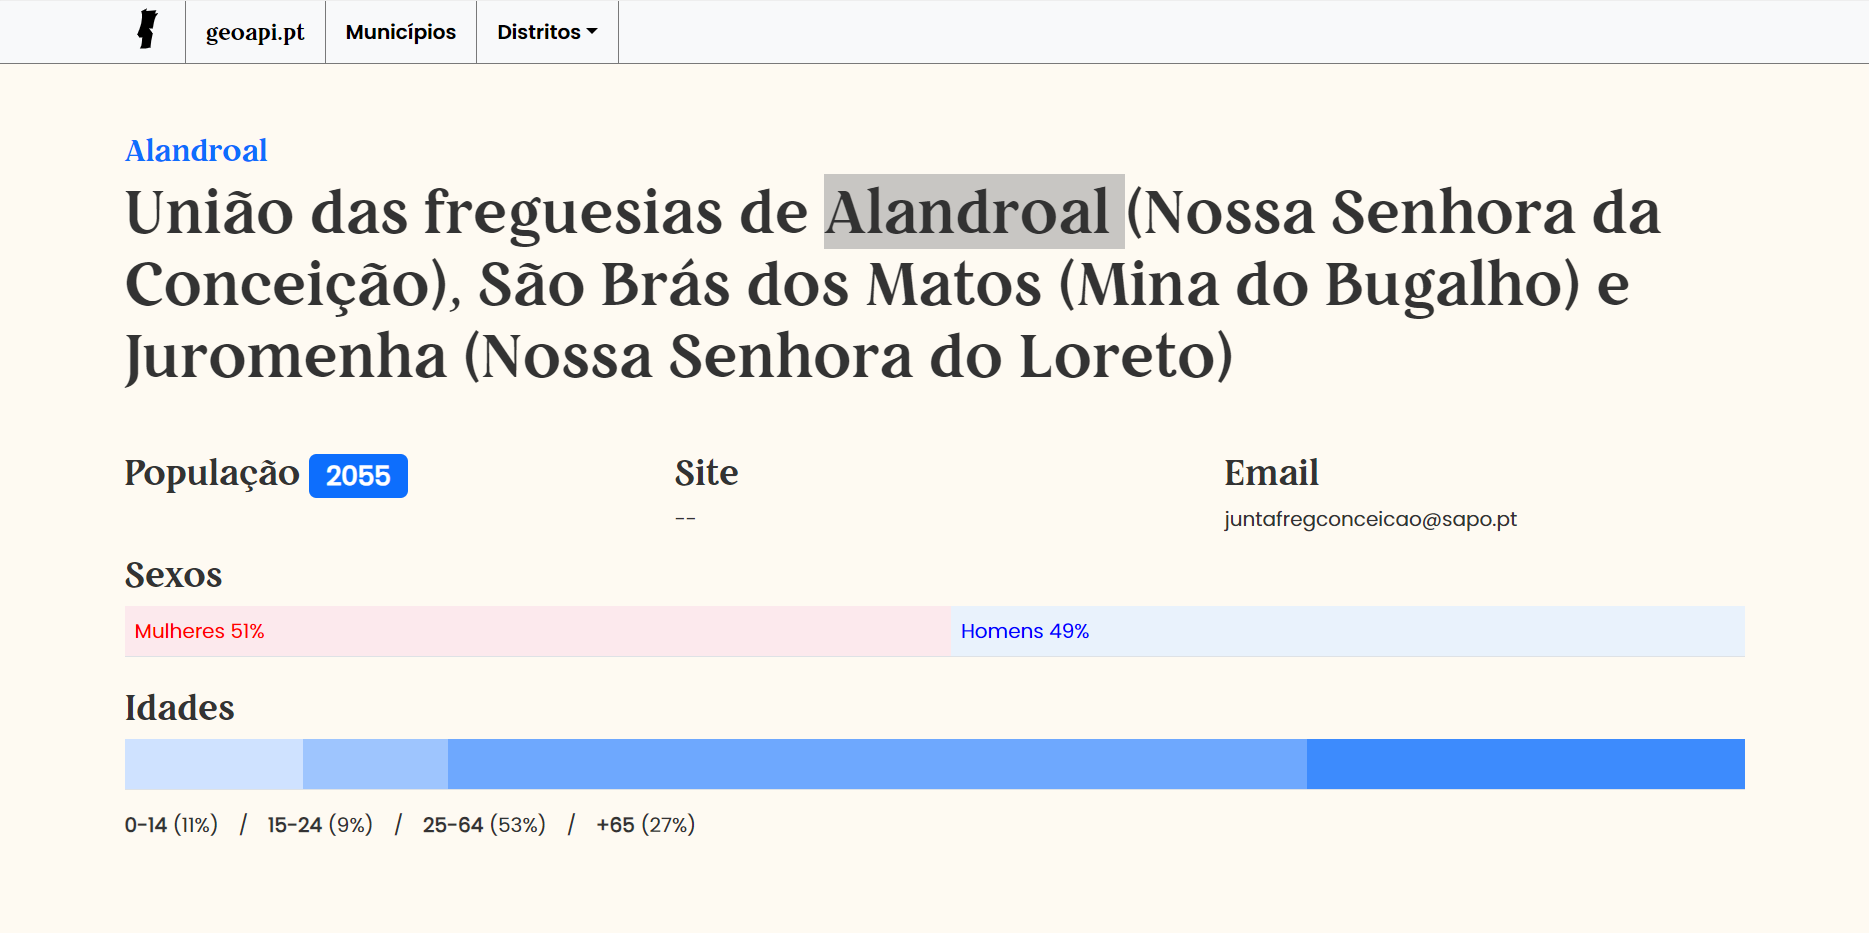 geoapi.pt Municípios Distritos
Alandroal
União das freguesias de Alandroal (Nossa Senhora da
Conceição), São Brás dos Matos (Mina do Bugalho) e
Juromenha (Nossa Senhora do Loreto)
População 2055 Site Email
-- juntafregconceicao@sapo.pt
Sexos
Mulheres 51% Homens 49%
Idades
0-14 (11%) / 15-24 (9%) / 25-64 (53%) / +65 (27%)